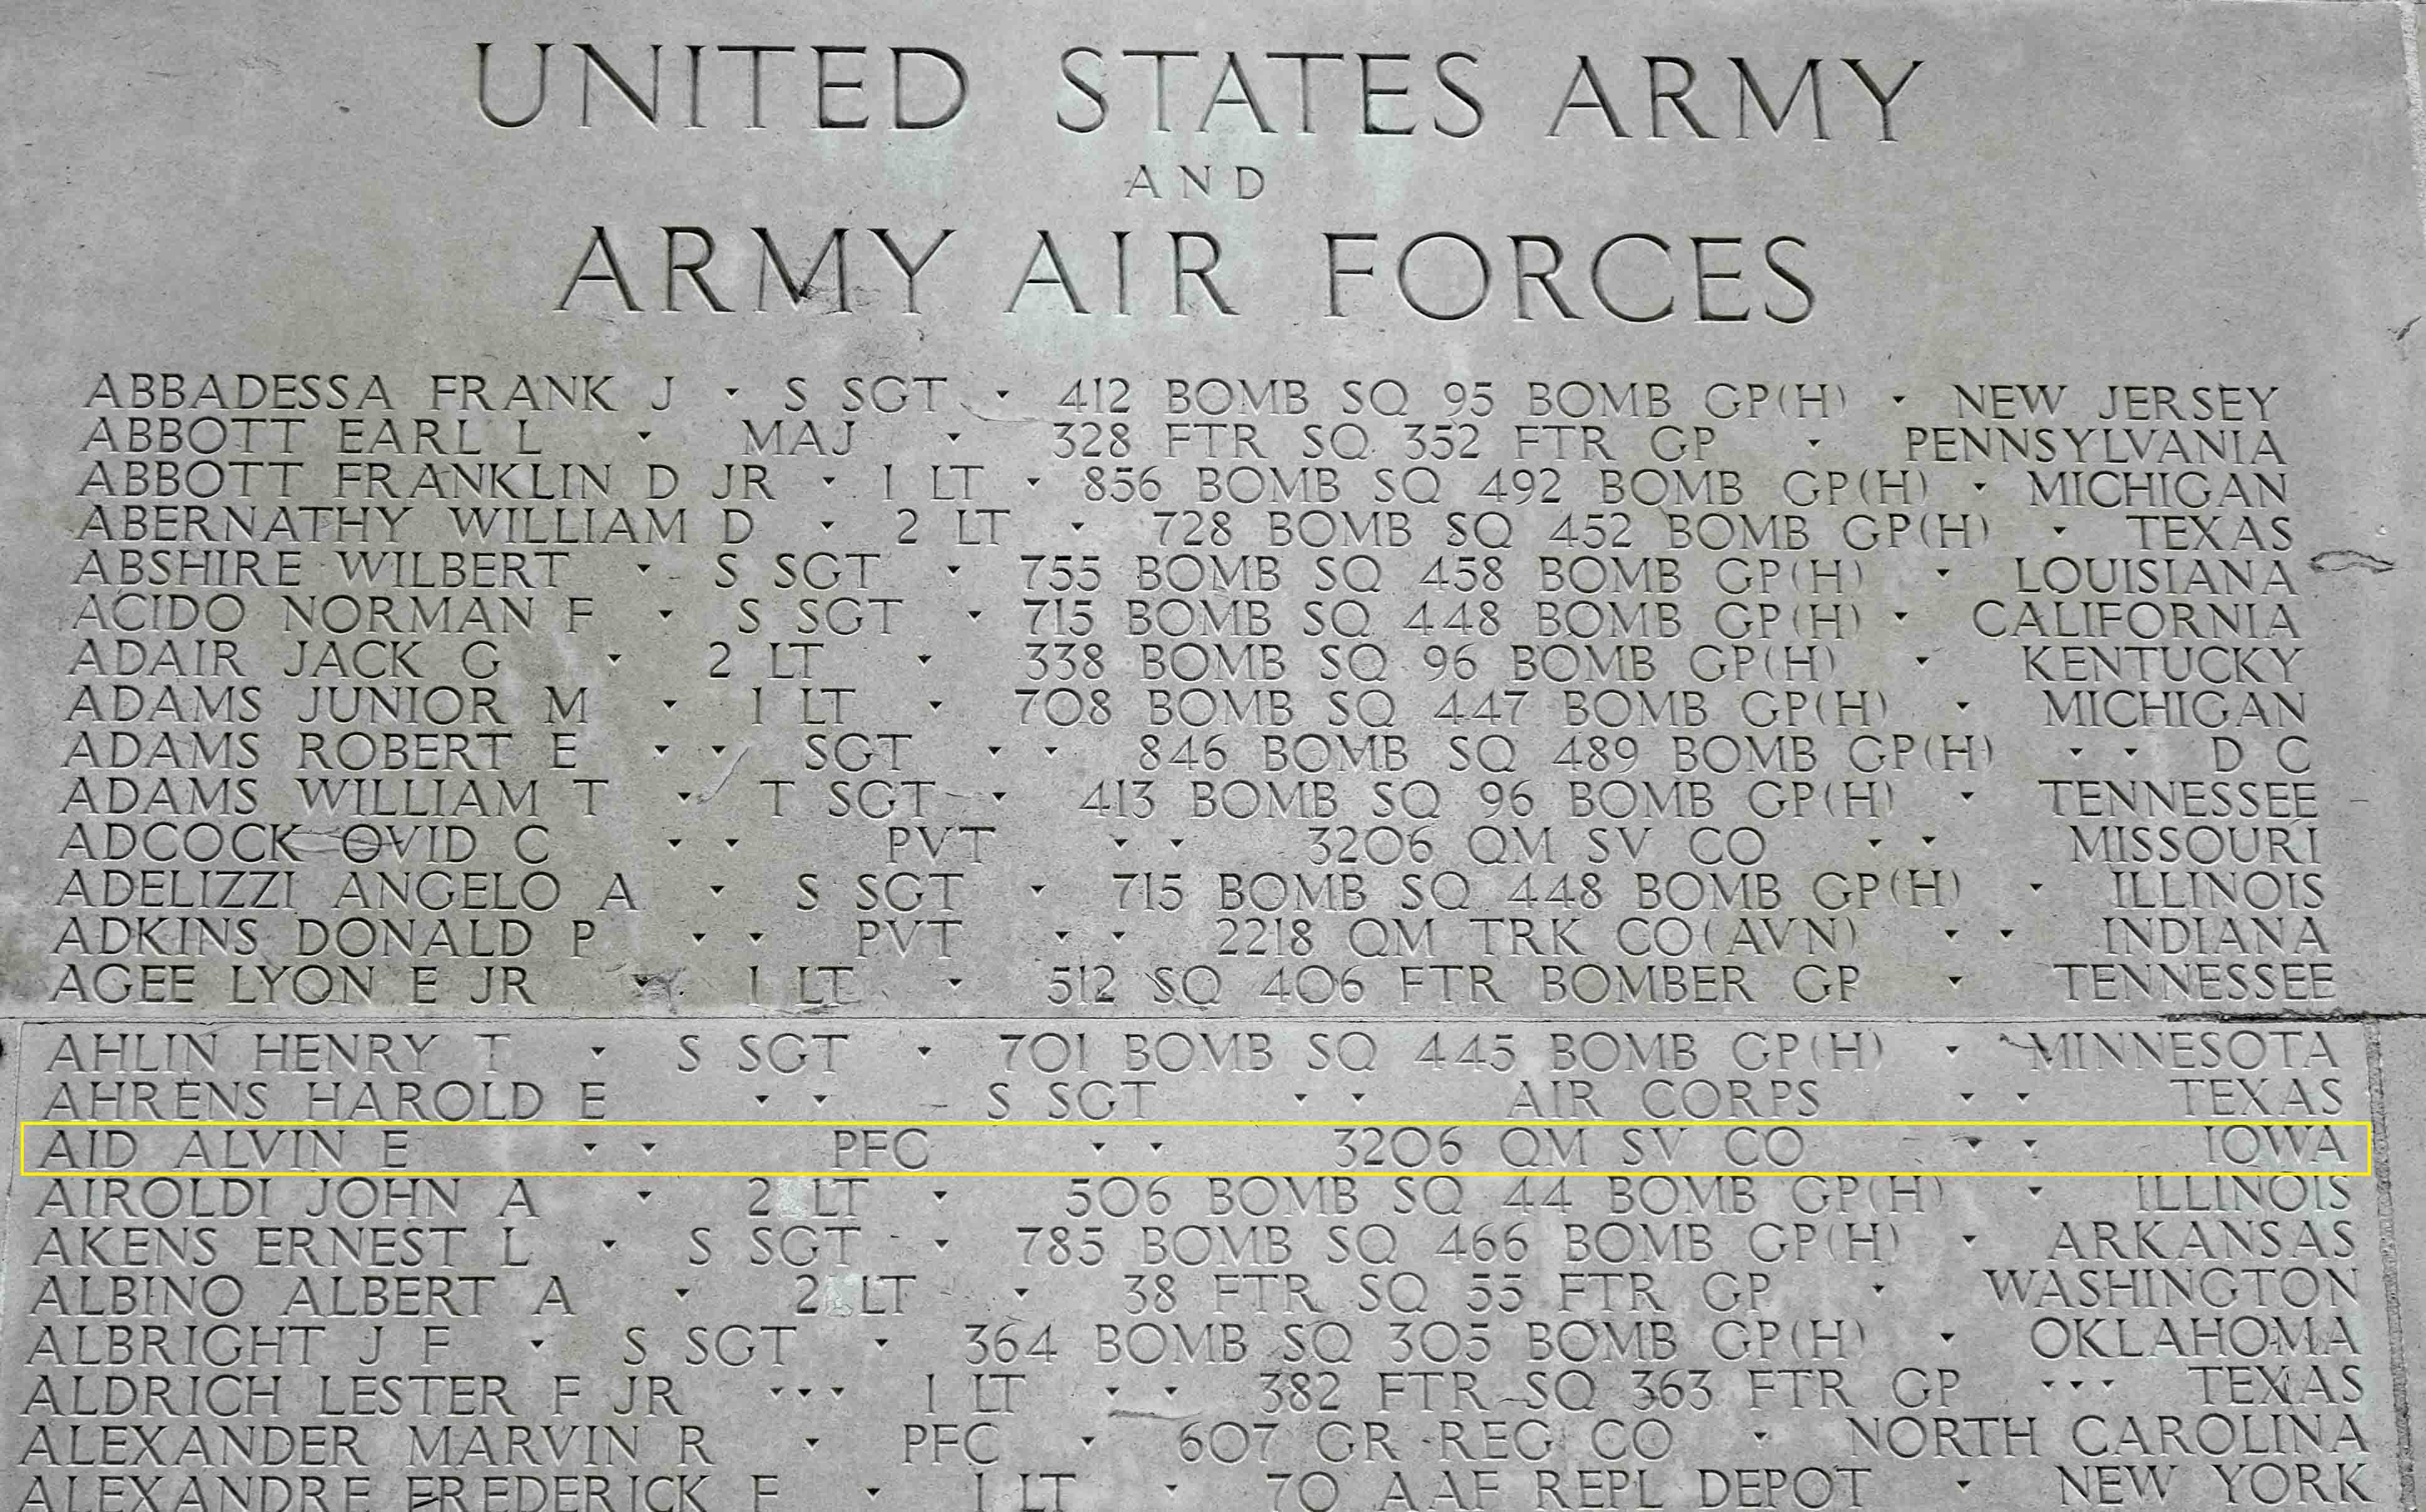 UNITED STATES ARMY
AND
ARMY AIR FORCES
ABBADESSA FRANK J • S SGT • 412 BOMB SQ 95 BOMB GP(H) • NEW JERSEY
ABBOTT EARL L • MAJ • 328 FTR SQ 352 FTR GP • PENNSYLVANIA
ABBOTT FRANKLIN D JR • 1 LT • 856 BOMB SQ 492 BOMB GP(H) • MICHIGAN
ABERNATHY WILLIAM D • 2 LT • 728 BOMB SQ 452 BOMB GP(H) • TEXAS
ABSHIRE WILBERT • S SGT • 755 BOMB SQ 458 BOMB GP(H) • LOUISIANA
ACIDO NORMAN F • S SGT • 715 BOMB SQ 448 BOMB GP(H) • CALIFORNIA
ADAIR JACK G • 2 LT • 338 BOMB SQ 96 BOMB GP(H) • KENTUCKY
ADAMS JUNIOR M • 1 LT • 708 BOMB SQ 447 BOMB GP(H) • MICHIGAN
ADAMS ROBERT E • • SGT • • 846 BOMB SQ 489 BOMB GP(H) • • D C
ADAMS WILLIAM T • T SGT • 413 BOMB SQ 96 BOMB GP(H) • TENNESSEE
ADCOCK OVID C • • PVT • • 3206 QM SV CO • • MISSOURI
ADELIZZI ANGELO A • S SGT • 715 BOMB SQ 448 BOMB GP(H) • ILLINOIS
ADKINS DONALD P • • PVT • • 2218 QM TRK CO(AVN) • • INDIANA
AGEE LYON E JR • 1 LT • 512 SQ 406 FTR BOMBER GP • TENNESSEE
AHLIN HENRY T • S SGT • 701 BOMB SQ 445 BOMB GP(H) • MINNESOTA
AHRENS HAROLD E • • S SGT • • AIR CORPS • • TEXAS
AID ALVIN E • • PFC • • 3206 QM SV CO • • IOWA
AIROLDI JOHN A • 2 LT • 506 BOMB SQ 44 BOMB GP(H) • ILLINOIS
AKENS ERNEST L • S SGT • 785 BOMB SQ 466 BOMB GP(H) • ARKANSAS
ALBINO ALBERT A • 2 LT • 38 FTR SQ 55 FTR GP • WASHINGTON
ALBRIGHT J F • S SGT • 364 BOMB SQ 305 BOMB GP(H) • OKLAHOMA
ALDRICH LESTER F JR • • • 1 LT • • 382 FTR SQ 363 FTR GP • • • TEXAS
ALEXANDER MARVIN R • PFC • 607 GR REG CO • NORTH CAROLINA
ALEXANDRE FREDERICK F • 1 LT • 70 AAF REPL DEPOT • NEW YORK